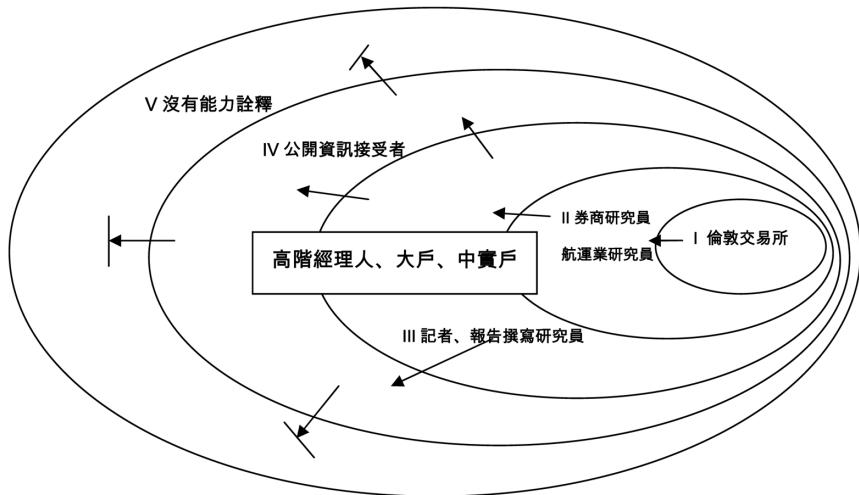 V 沒有能力詮釋
IV 公開資訊接受者
II 券商研究員
航運業研究員
I 倫敦交易所
高階經理人、大戶、中實戶
III 記者、報告撰寫研究員